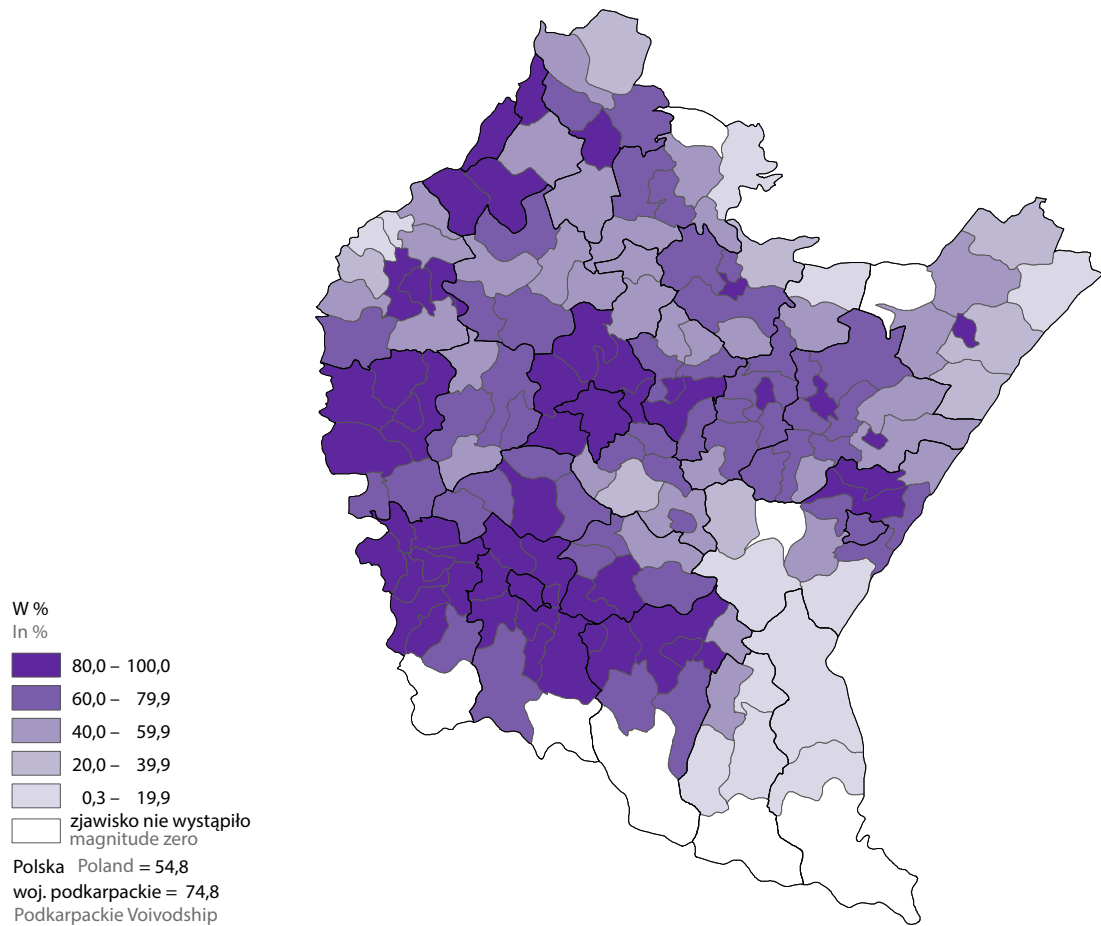 W %
In %
80,0 – 100,0
60,0 – 79,9
40,0 – 59,9
20,0 – 39,9
0,3 – 19,9
zjawisko nie wystąpiło
magnitude zero
Polska Poland = 54,8
woj. podkarpackie = 74,8
Podkarpackie Voivodship